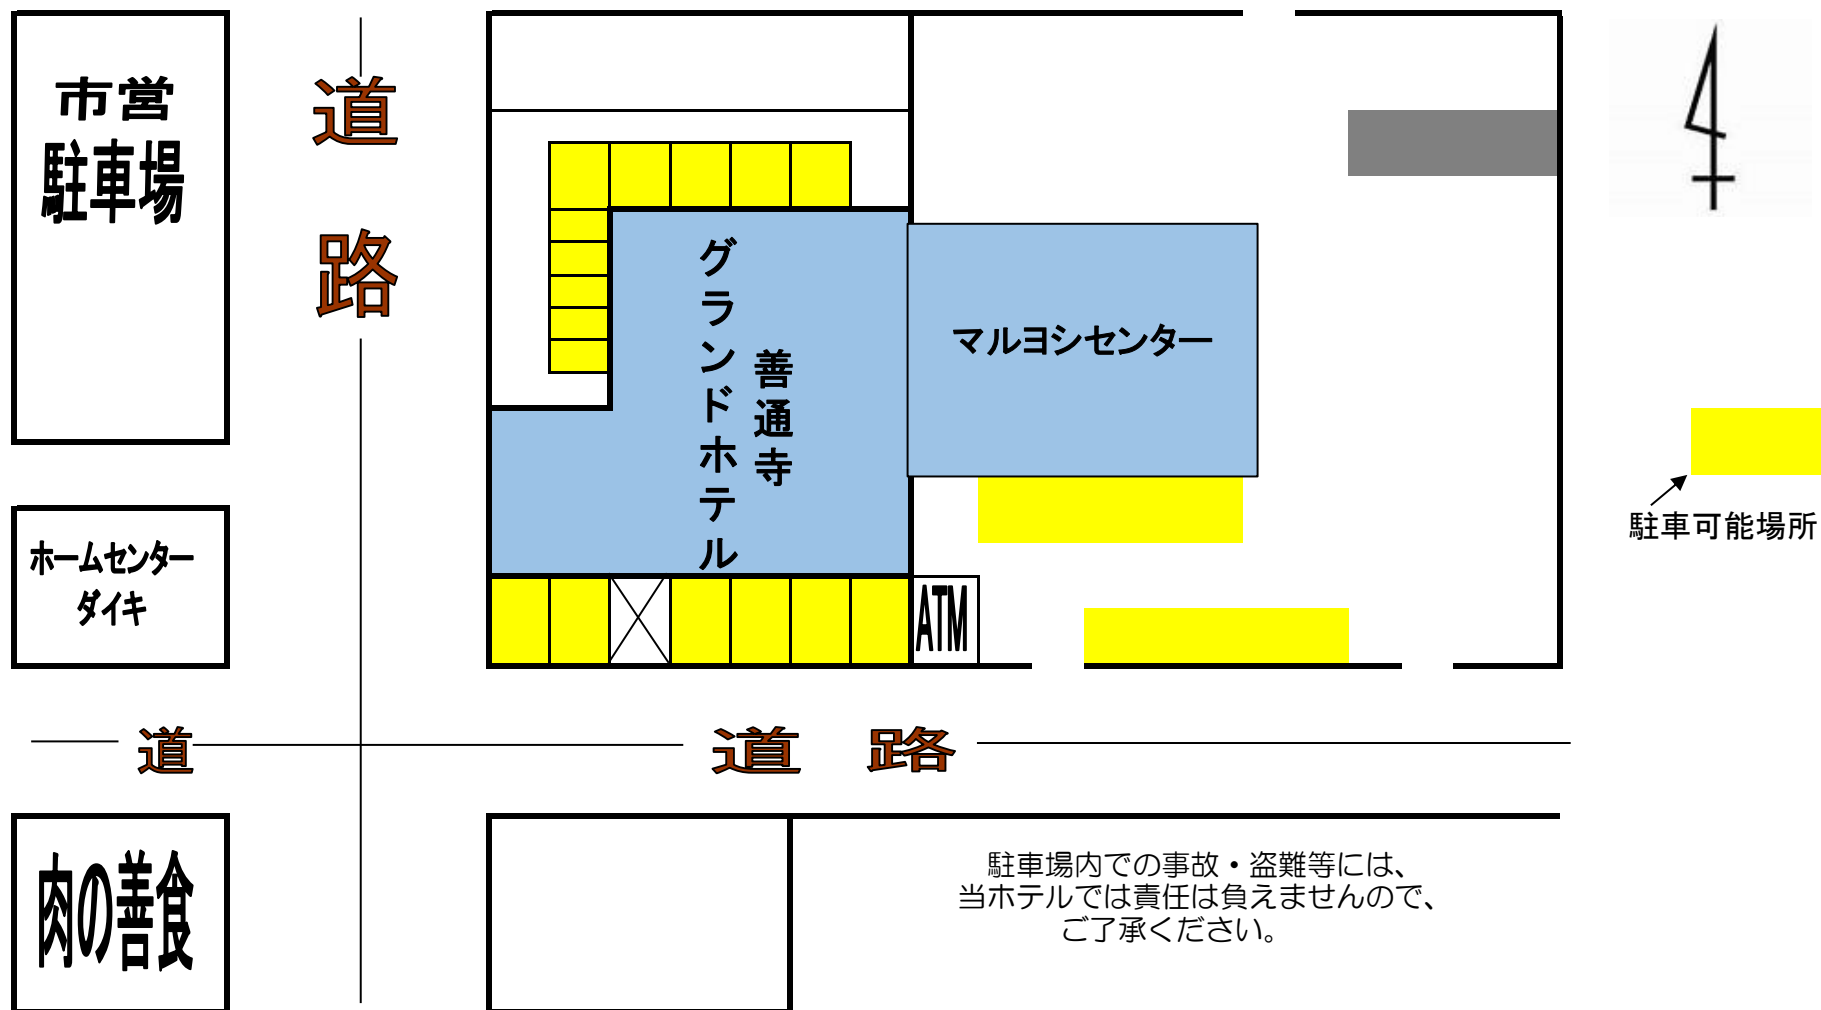 市営
駐車場
道
路
善通寺
グランドホテル
マルヨシセンター
駐車可能場所
ホームセンター
ダイキ
ATM
道
道 路
肉の善食
駐車場内での事故・盗難等には、
当ホテルでは責任は負えませんので、
ご了承ください。